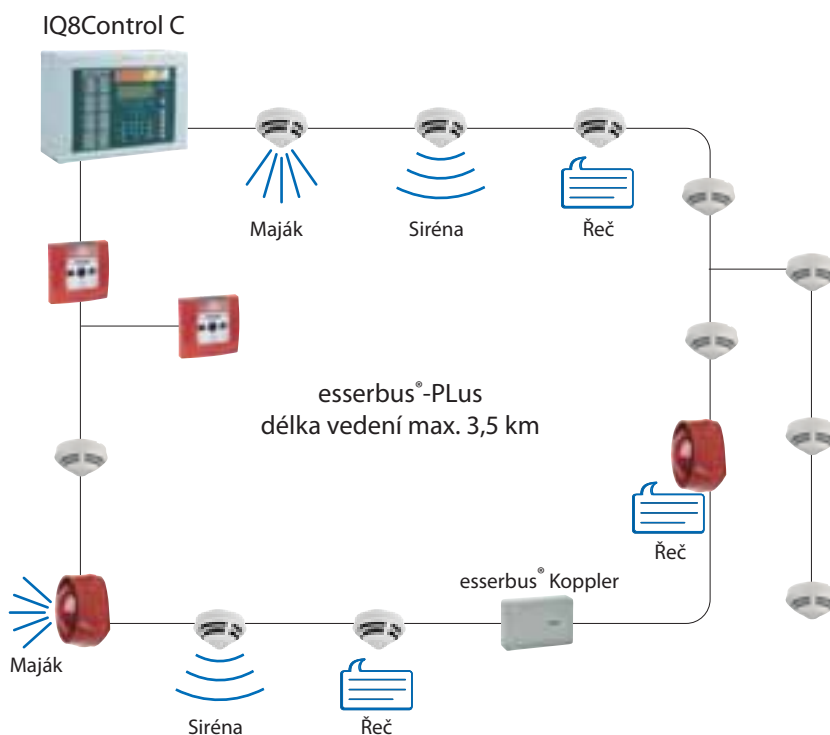 IQ8Control C
Maják
Siréna
Řeč
esserbus®-PLus
délka vedení max. 3,5 km
Řeč
esserbus® Koppler
Maják
Siréna
Řeč